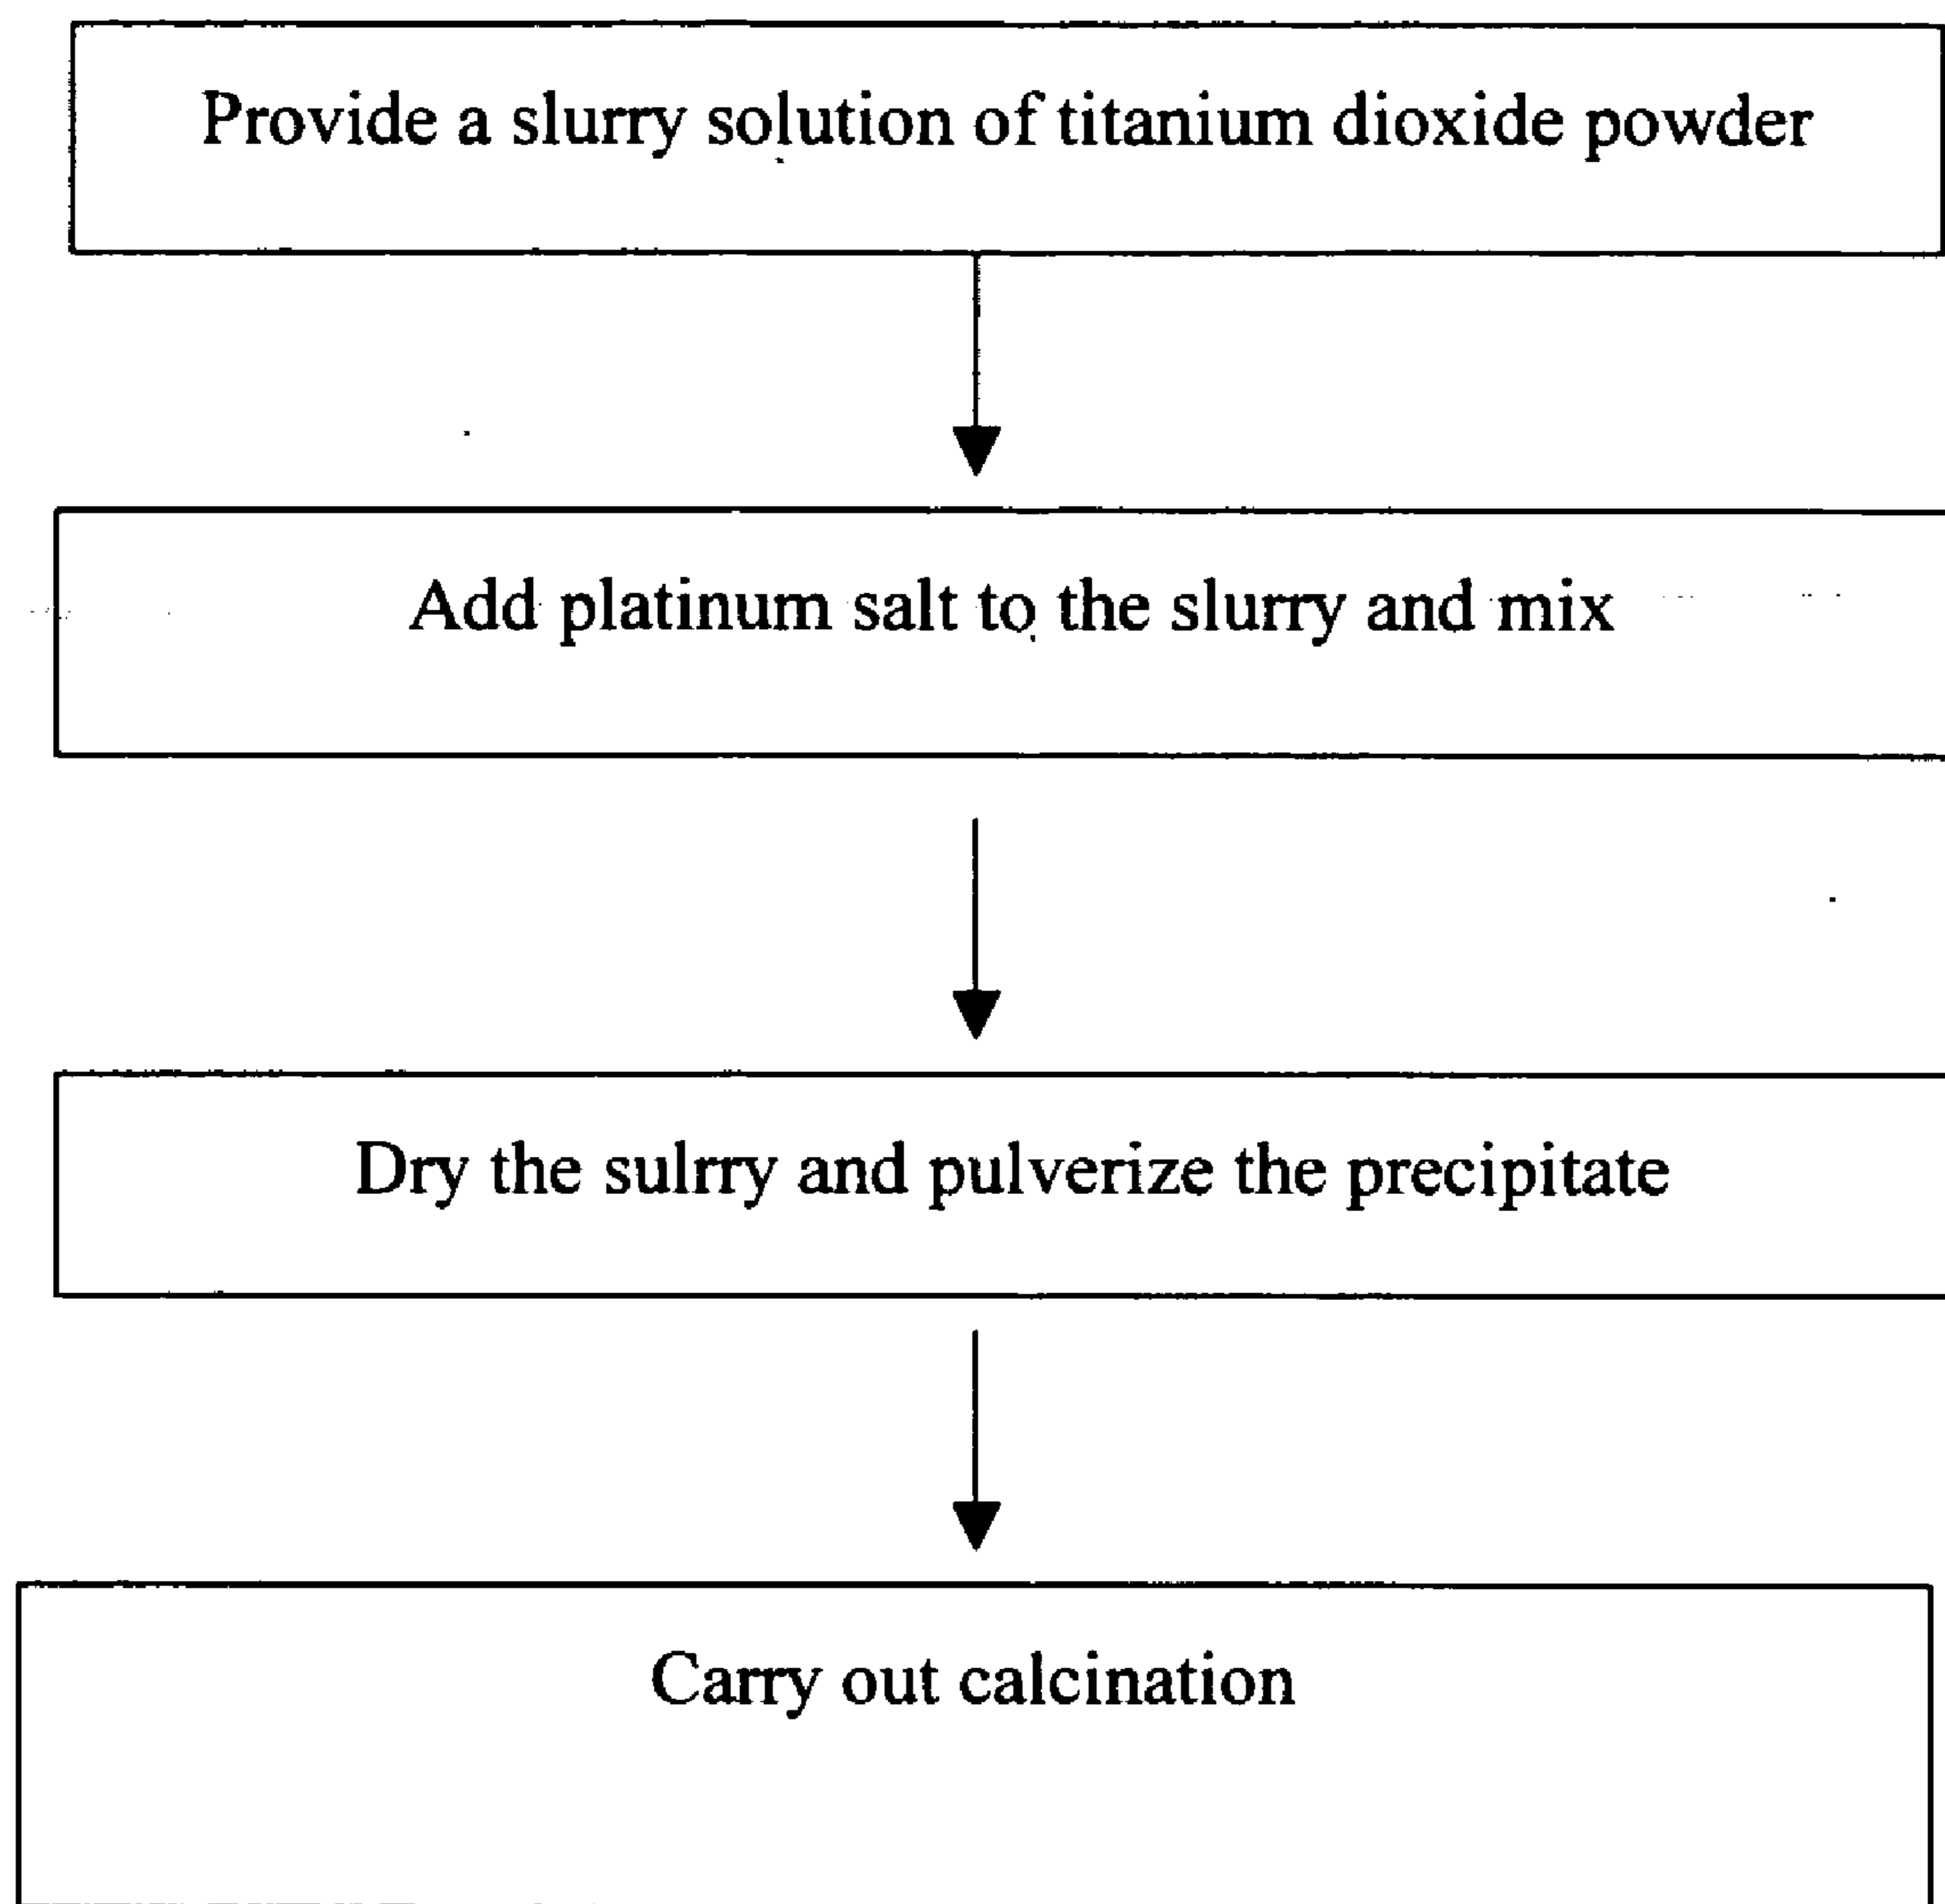 Provide a slurry solution of titanium dioxide powder
Add platinum salt to the slurry and mix
Dry the sulrry and pulverize the precipitate
Carry out calcination